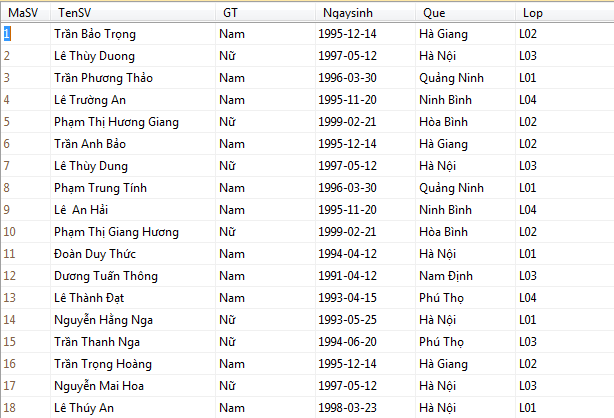 MaSV TenSV GT Ngaysinh Que Lop
1 Trần Bảo Trọng Nam 1995-12-14 Hà Giang L02
2 Lê Thùy Duong Nữ 1997-05-12 Hà Nội L03
3 Trần Phương Thảo Nam 1996-03-30 Quảng Ninh L01
4 Lê Trường An Nam 1995-11-20 Ninh Bình L04
5 Phạm Thị Hương Giang Nữ 1999-02-21 Hòa Bình L02
6 Trần Anh Bảo Nam 1995-12-14 Hà Giang L02
7 Lê Thùy Dung Nữ 1997-05-12 Hà Nội L03
8 Phạm Trung Tính Nam 1996-03-30 Quảng Ninh L01
9 Lê An Hải Nam 1995-11-20 Ninh Bình L04
10 Phạm Thị Giang Hương Nữ 1999-02-21 Hòa Bình L02
11 Đoàn Duy Thức Nam 1994-04-12 Hà Nội L01
12 Dương Tuấn Thông Nam 1991-04-12 Nam Định L03
13 Lê Thành Đạt Nam 1993-04-15 Phú Thọ L04
14 Nguyễn Hằng Nga Nữ 1993-05-25 Hà Nội L01
15 Trần Thanh Nga Nữ 1994-06-20 Phú Thọ L03
16 Trần Trọng Hoàng Nam 1995-12-14 Hà Giang L02
17 Nguyễn Mai Hoa Nữ 1997-05-12 Hà Nội L03
18 Lê Thúy An Nam 1998-03-23 Hà Nội L01